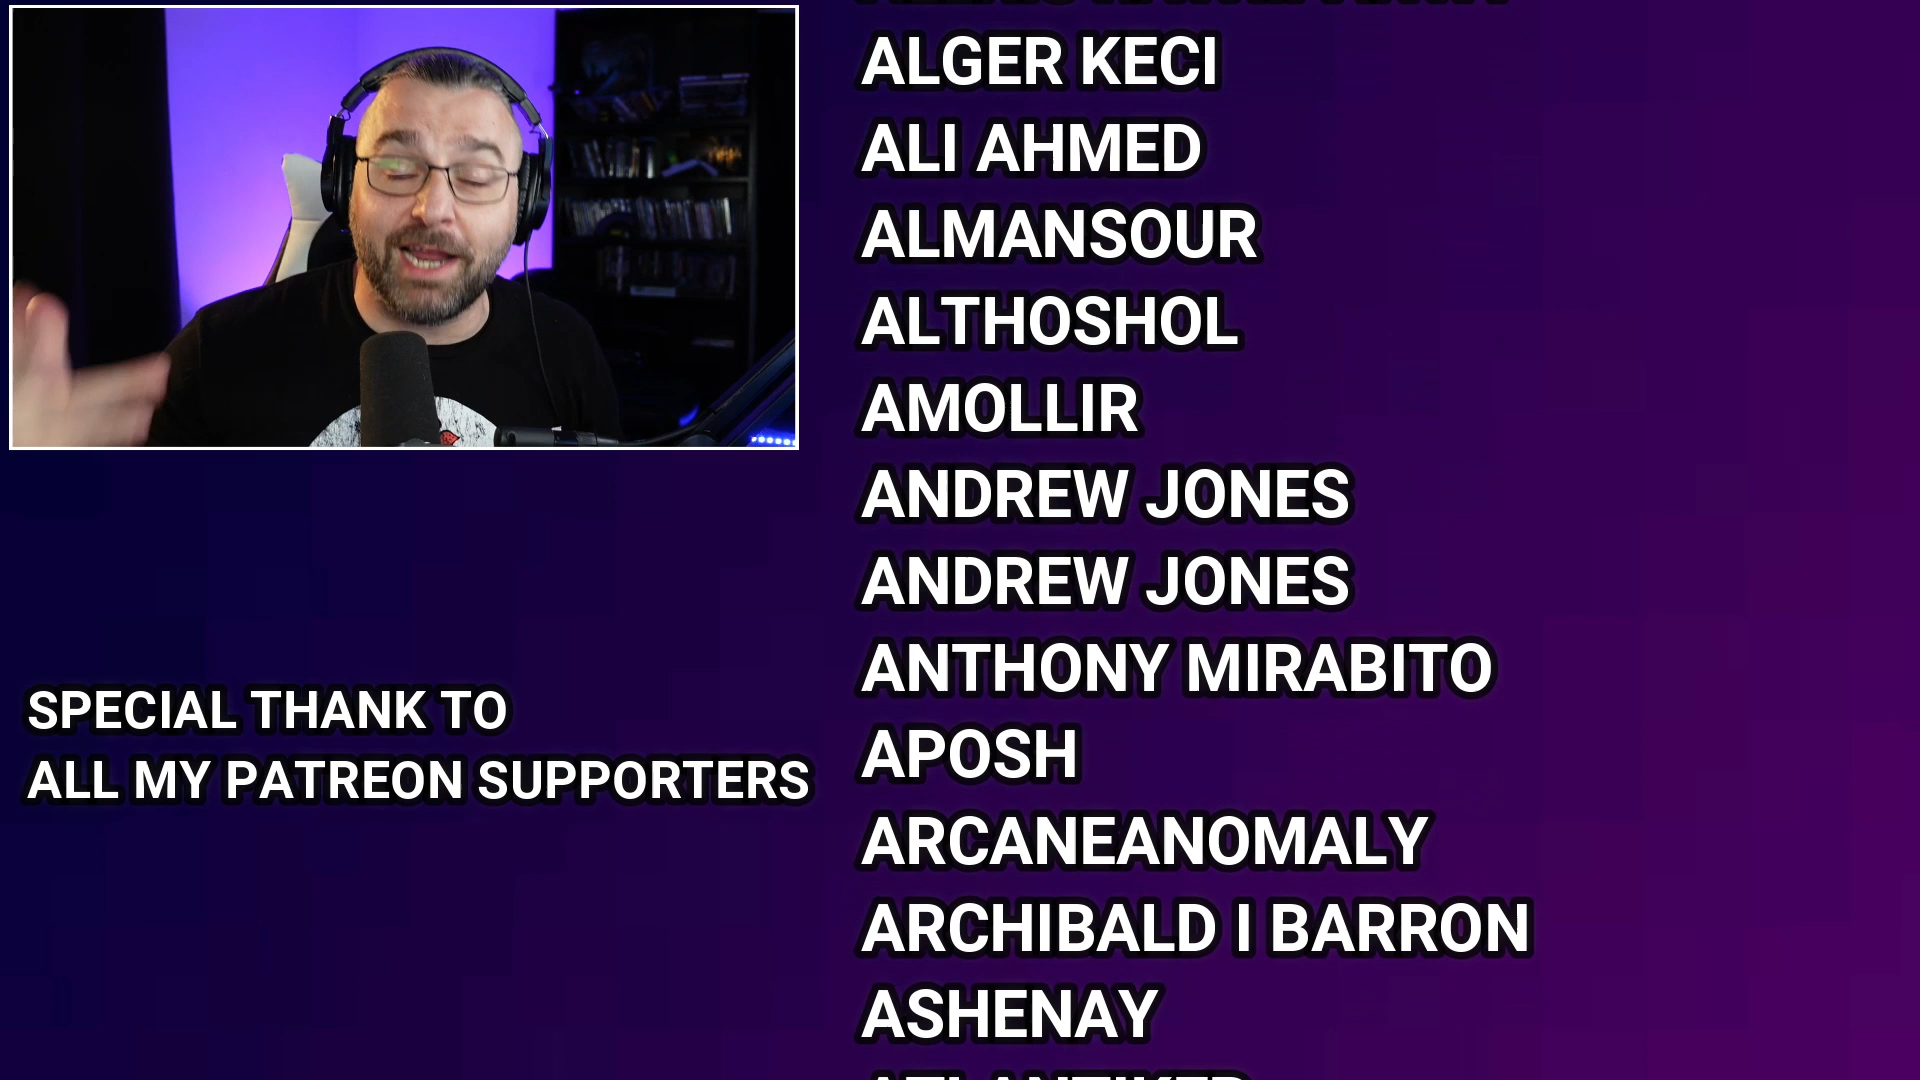 SPECIAL THANK TO
ALL MY PATREON SUPPORTERS
ALGER KECI
ALI AHMED
ALMANSOUR
ALTHOSHOL
AMOLLIR
ANDREW JONES
ANDREW JONES
ANTHONY MIRABITO
APOSH
ARCANEANOMALY
ARCHIBALD I BARRON
ASHENAY